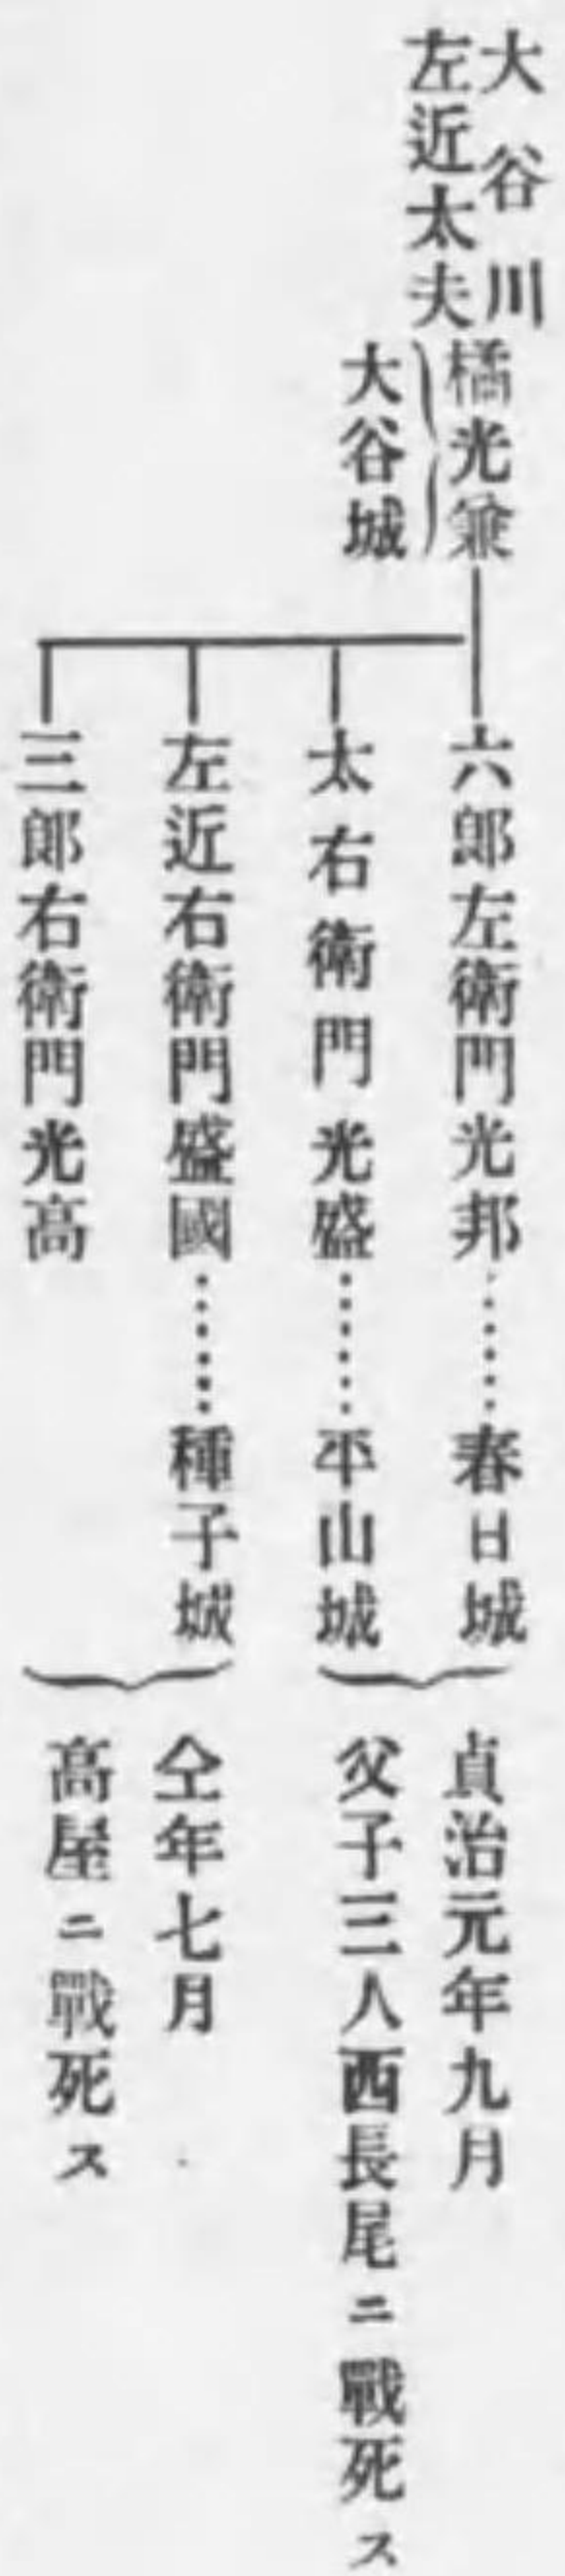 大谷川
左近太夫
橘光兼
大谷城
六郎左衛門光邦……春日城
太右衛門光盛……平山城
左近右衛門盛國……種子城
三郎右衛門光高
貞治元年九月
父子三人西長尾ニ戰死ス
仝年七月
高屋ニ戰死ス